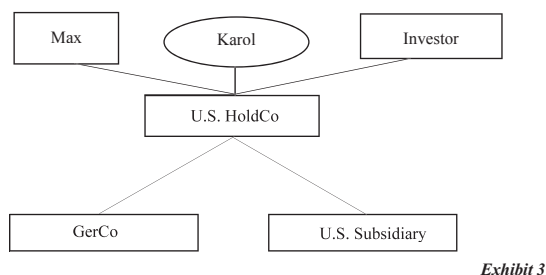 Max
Karol
Investor
U.S. HoldCo
GerCo
U.S. Subsidiary
Exhibit 3